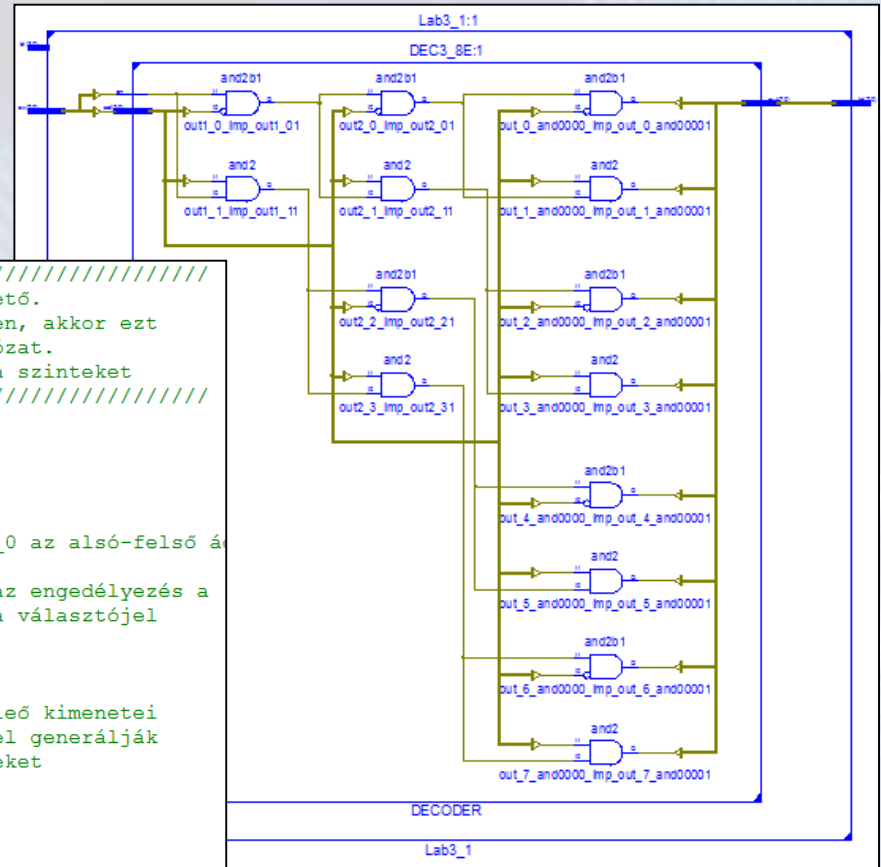 Lab3_1:1
DEC3_8E:1
and2b1 and2b1 and2b1
out1_0_imp_out1_01 out2_0_imp_out2_01 out_0_and0000_imp_out_0_and00001
and2 and2 and2
out1_1_imp_out1_11 out2_1_imp_out2_11 out_1_and0000_imp_out_1_and00001
and2b1 and2b1
out2_2_imp_out2_21 out_2_and0000_imp_out_2_and00001
and2 and2
out2_3_imp_out2_31 out_3_and0000_imp_out_3_and00001
and2b1
out_4_and0000_imp_out_4_and00001
and2
out_5_and0000_imp_out_5_and00001
and2b1
out_6_and0000_imp_out_6_and00001
and2
out_7_and0000_imp_out_7_and00001
DECODER
Lab3_1
/////////////////
ető.
en, akkor ezt
ózat.
a szinteket
/////////////////
_0 az alsó-felső
az engedélyezés a
a választójel
leő kimenetei
el generálják
eket